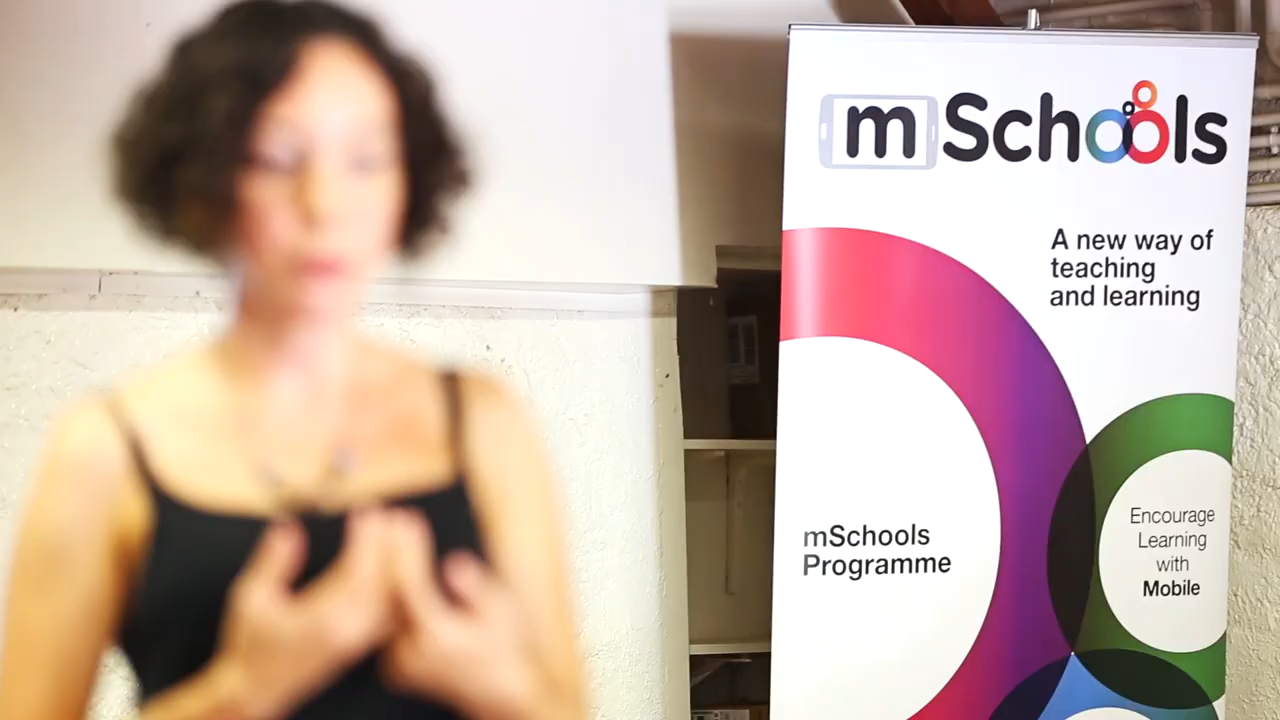 mSchools
A new way of
teaching
and learning
mSchools
Programme
Encourage
Learning
with
Mobile